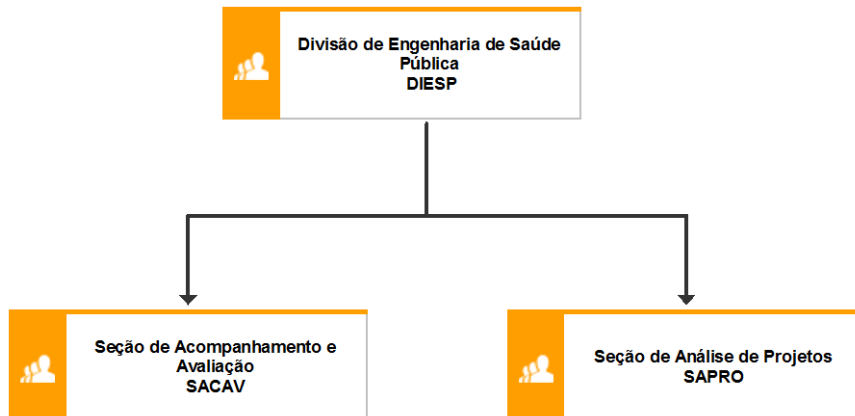 Divisão de Engenharia de Saúde
Pública
DIESP
Seção de Acompanhamento e
Avaliação
SACAV
Seção de Análise de Projetos
SAPRO